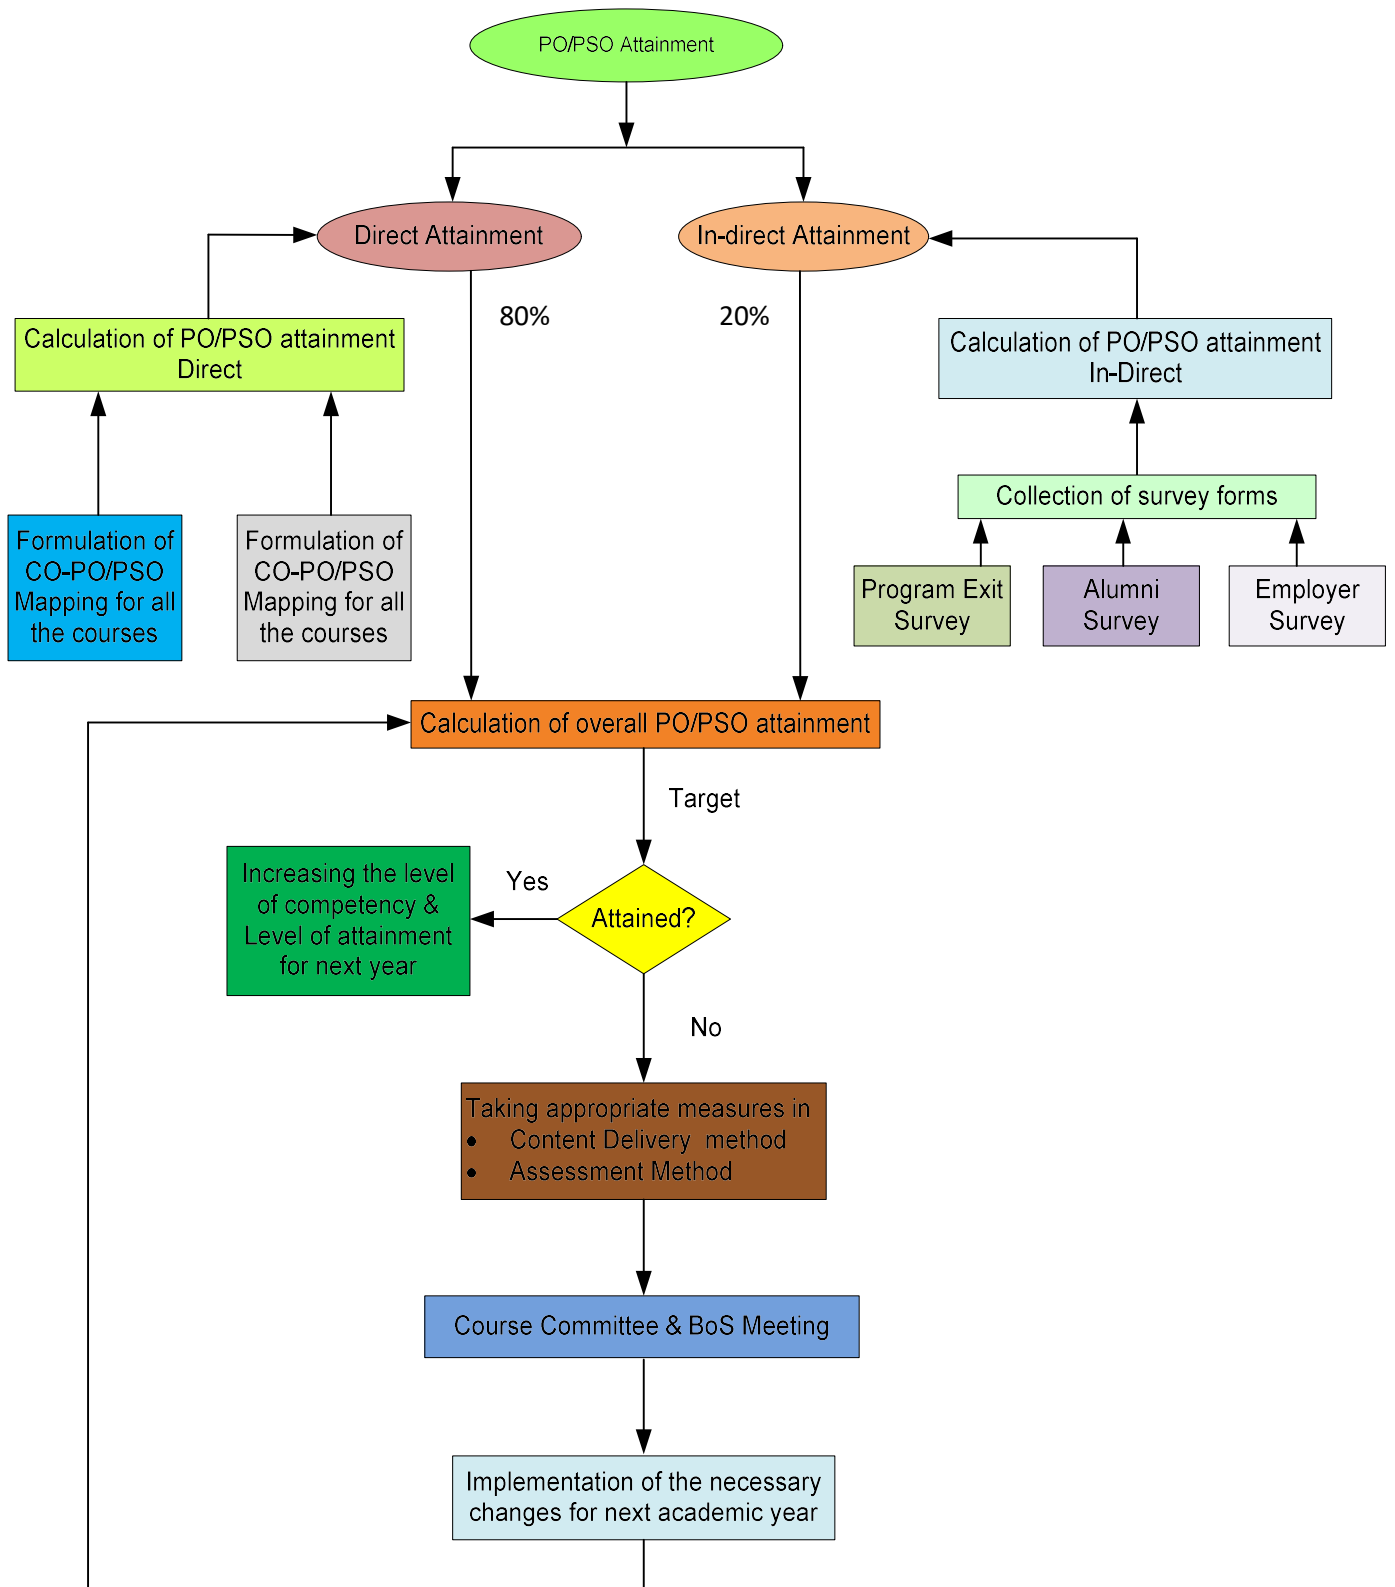 PO/PSO Attainment
Direct Attainment
In-direct Attainment
80%
20%
Calculation of PO/PSO attainment
Direct
Calculation of PO/PSO attainment
In-Direct
Collection of survey forms
Formulation of
CO-PO/PSO
Mapping for all
the courses
Formulation of
CO-PO/PSO
Mapping for all
the courses
Program Exit
Survey
Alumni
Survey
Employer
Survey
Calculation of overall PO/PSO attainment
Target
Increasing the level
of competency &
Level of attainment
for next year
Yes
Attained?
No
Taking appropriate measures in
• Content Delivery method
• Assessment Method
Course Committee & BoS Meeting
Implementation of the necessary
changes for next academic year